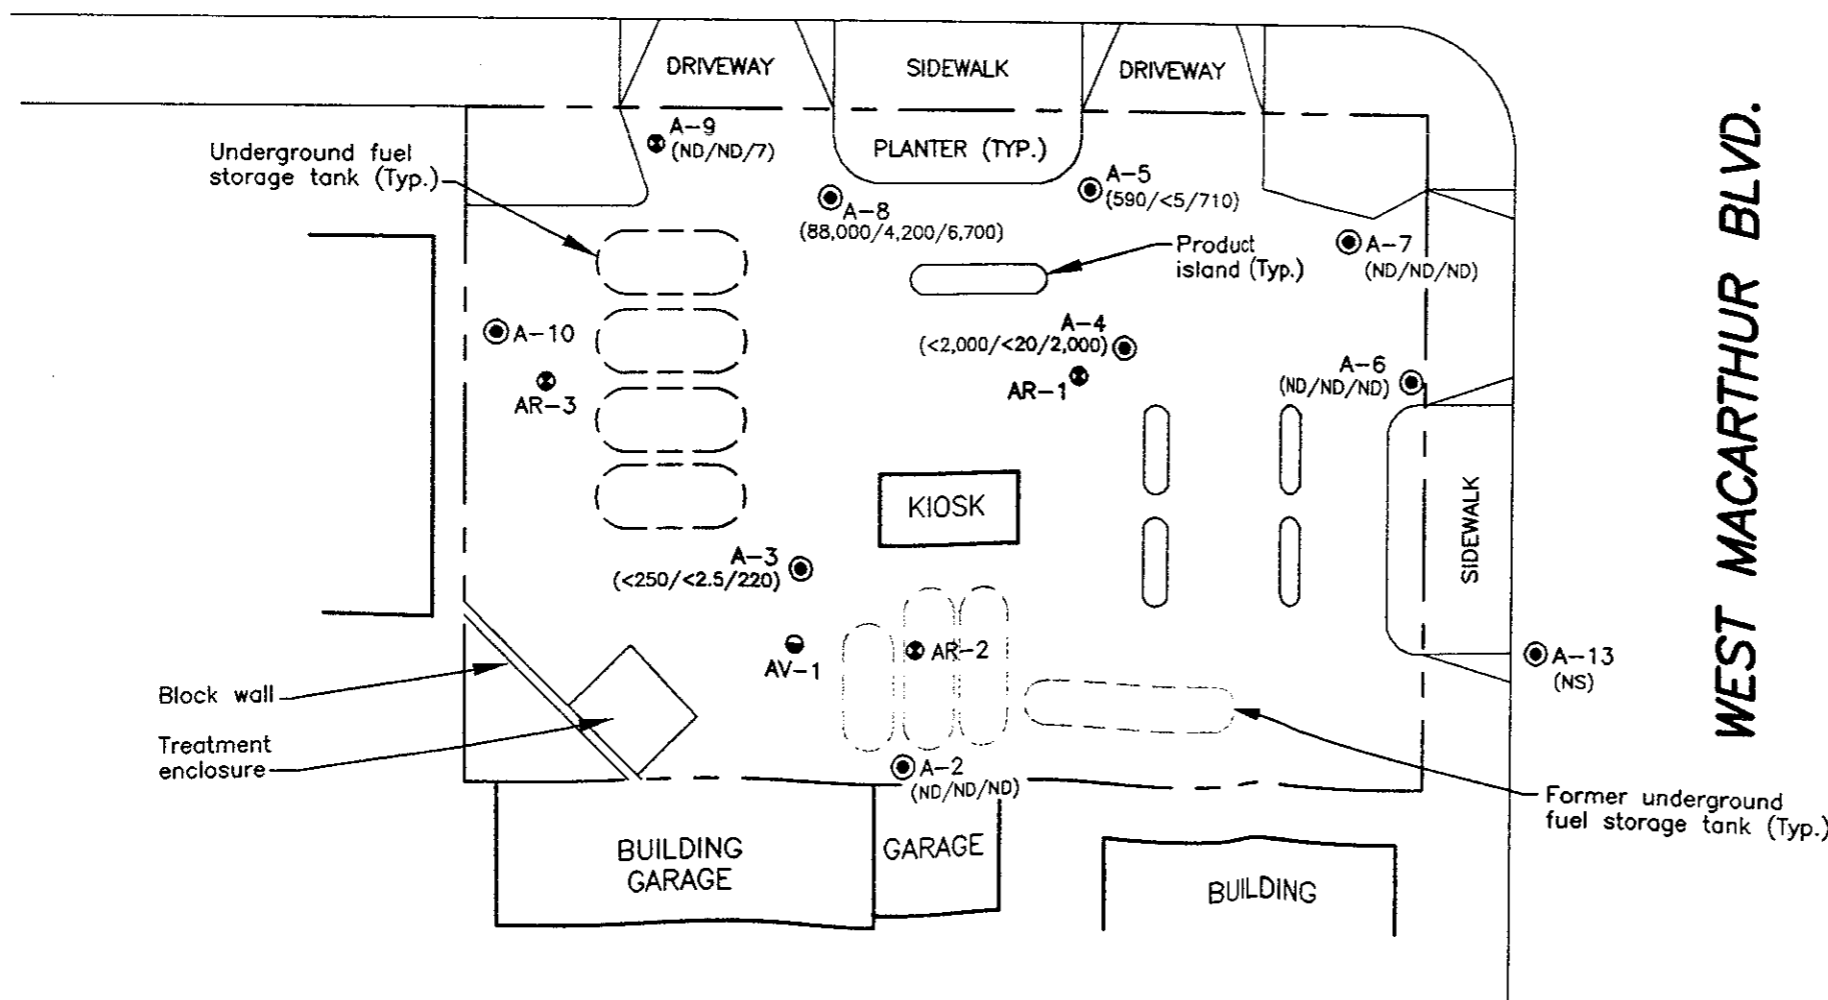 DRIVEWAY
SIDEWALK
DRIVEWAY
A-9
(ND/ND/7)
PLANTER (TYP.)
Underground fuel
storage tank (Typ.)
A-8
(88,000/4,200/6,700)
A-5
(590/<5/710)
Product
island (Typ.)
A-7
(ND/ND/ND)
WEST MACARTHUR BLVD.
A-10
AR-3
A-4
(<2,000/<20/2,000)
AR-1
A-6
(ND/ND/ND)
KIOSK
SIDEWALK
A-3
(<250/<2.5/220)
AV-1
AR-2
A-13
(NS)
Block wall
Treatment
enclosure
A-2
(ND/ND/ND)
Former underground
fuel storage tank (Typ.)
BUILDING
GARAGE
GARAGE
BUILDING